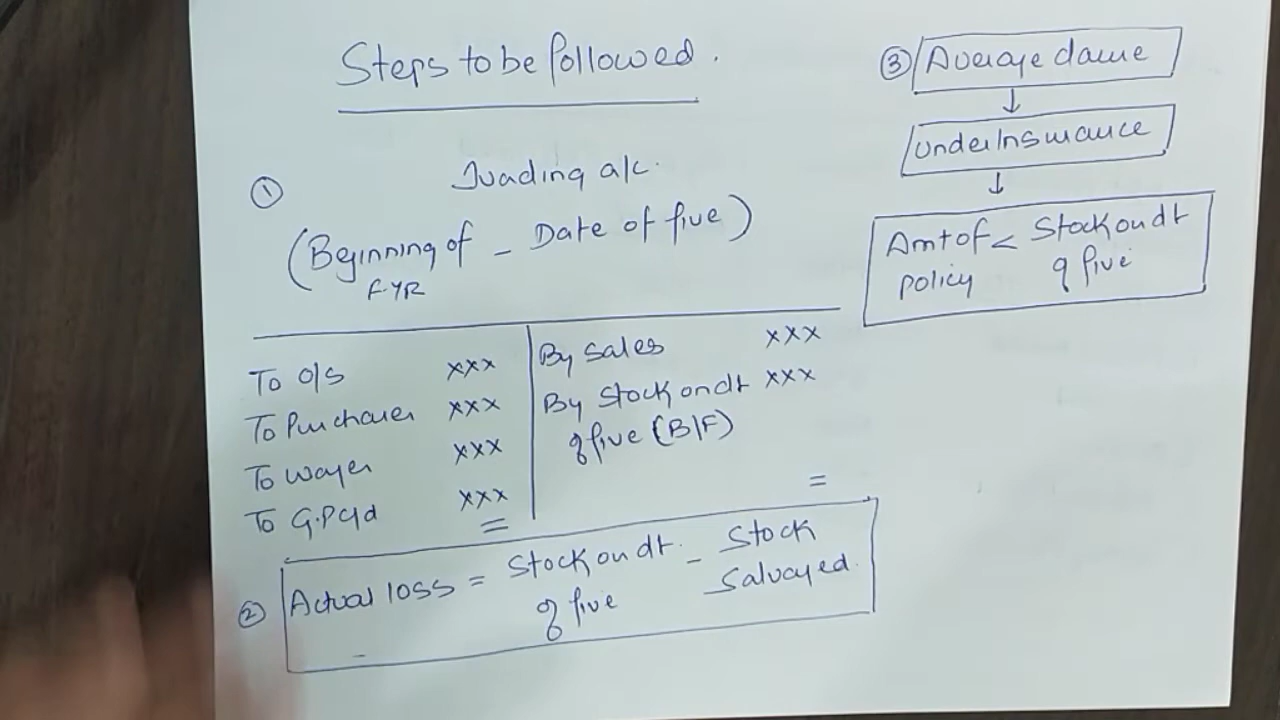 Steps to be followed.
①
Trading a/c.
(Beginning of - Date of fire)
F.YR
To O/S xxx
To Purchases xxx
To wages xxx
To G.P c/d xxx
=
By Sales xxx
By Stock on dt xxx
of fire (B/F)
=
② Actual loss = Stock on dt. - Stock
of fire Salvaged.
③ Average clause
↓
Under Insurance
↓
Amt of < Stock on dt
policy of fire